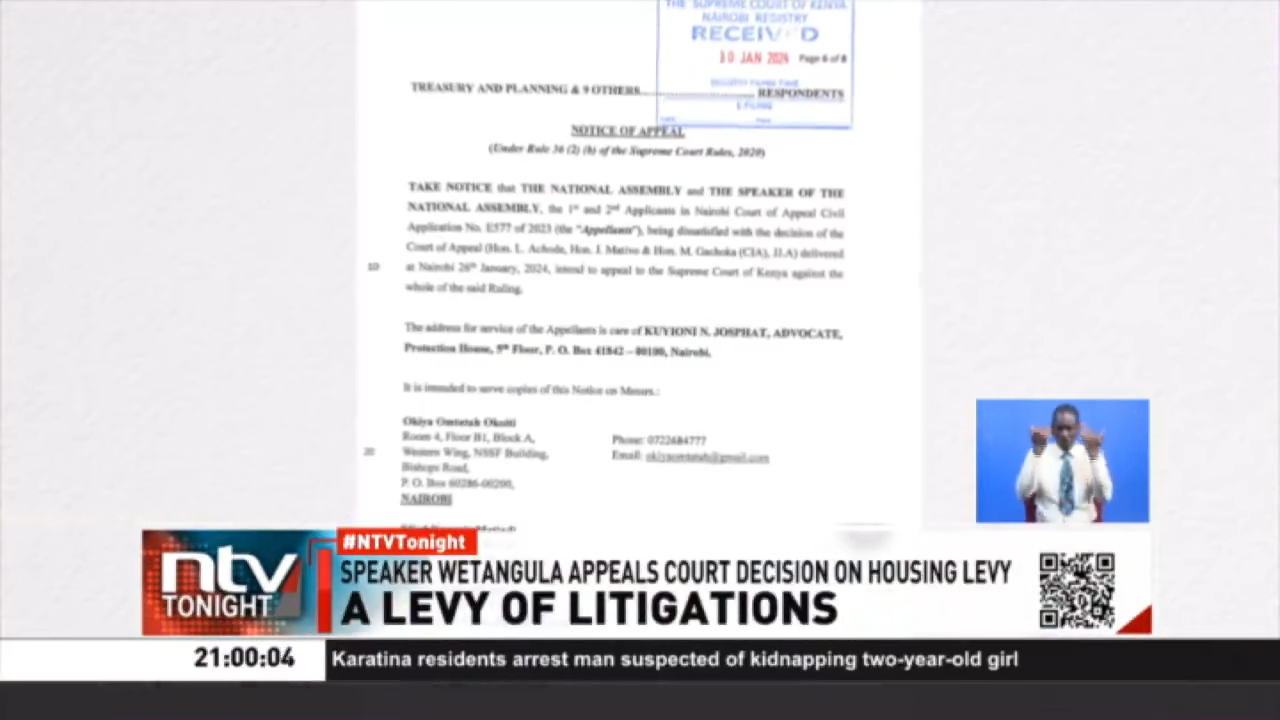 THE SUPREME COURT OF KENYA
NAIROBI REGISTRY
RECEIVED
30 JAN 2024 Page 6 of 8
TREASURY AND PLANNING & 9 OTHERS RESPONDENTS
NOTICE OF APPEAL
(Under Rule 36 (2) (b) of the Supreme Court Rules, 2020)
TAKE NOTICE that THE NATIONAL ASSEMBLY and THE SPEAKER OF THE
NATIONAL ASSEMBLY, the 1st and 2nd Applicants in Nairobi Court of Appeal Civil
Application No. E577 of 2023 (the "Appellants"), being dissatisfied with the decision of the
Court of Appeal (Hon. L. Achode, Hon. J. Mativo & Hon. M. Gachoka (CIA), JJ.A) delivered
10 at Nairobi 26th January, 2024, intend to appeal to the Supreme Court of Kenya against the
whole of the said Ruling.
The address for service of the Appellants is care of KUYIONI N. JOSPHAT, ADVOCATE,
Protection House, 5th Floor, P. O. Box 41842 – 00100, Nairobi.
It is intended to serve copies of this Notice on Messrs.:
Okiya Omtatah Okoiti
Room 4, Floor B1, Block A, Phone: 0722684777
20 Western Wing, NSSF Building, Email: okiyaomtatah@gmail.com
Bishops Road,
P. O. Box 60286-00200,
NAIROBI
#NTVTonight
ntv
TONIGHT
SPEAKER WETANGULA APPEALS COURT DECISION ON HOUSING LEVY
A LEVY OF LITIGATIONS
21:00:04 Karatina residents arrest man suspected of kidnapping two-year-old girl